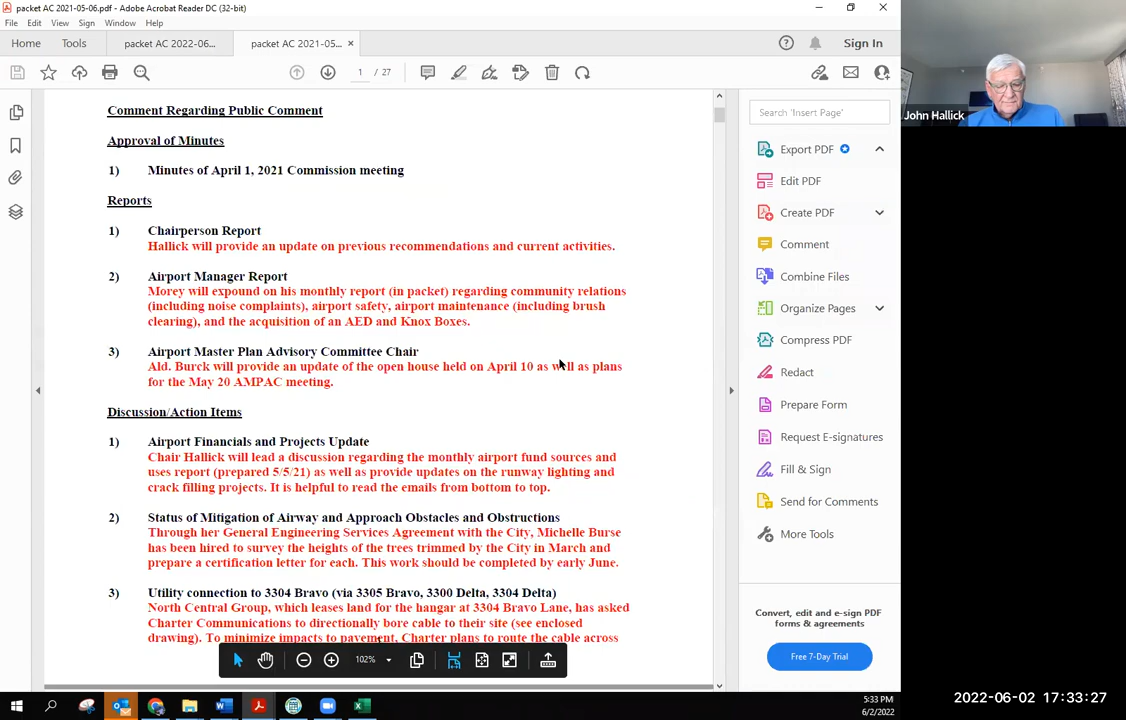 packet AC 2021-05-06.pdf - Adobe Acrobat Reader DC (32-bit)
File Edit View Sign Window Help
Home Tools packet AC 2022-06... packet AC 2021-05... × Sign In
1 / 27
Comment Regarding Public Comment
Approval of Minutes
1) Minutes of April 1, 2021 Commission meeting
Reports
1) Chairperson Report
Hallick will provide an update on previous recommendations and current activities.
2) Airport Manager Report
Morey will expound on his monthly report (in packet) regarding community relations
(including noise complaints), airport safety, airport maintenance (including brush
clearing), and the acquisition of an AED and Knox Boxes.
3) Airport Master Plan Advisory Committee Chair
Ald. Burck will provide an update of the open house held on April 10 as well as plans
for the May 20 AMPAC meeting.
Discussion/Action Items
1) Airport Financials and Projects Update
Chair Hallick will lead a discussion regarding the monthly airport fund sources and
uses report (prepared 5/5/21) as well as provide updates on the runway lighting and
crack filling projects. It is helpful to read the emails from bottom to top.
2) Status of Mitigation of Airway and Approach Obstacles and Obstructions
Through her General Engineering Services Agreement with the City, Michelle Burse
has been hired to survey the heights of the trees trimmed by the City in March and
prepare a certification letter for each. This work should be completed by early June.
3) Utility connection to 3304 Bravo (via 3305 Bravo, 3300 Delta, 3304 Delta)
North Central Group, which leases land for the hangar at 3304 Bravo Lane, has asked
Charter Communications to directionally bore cable to their site (see enclosed
drawing). To minimize impacts to pavement, Charter plans to route the cable across
102%
Search 'Insert Page'
Export PDF
Edit PDF
Create PDF
Comment
Combine Files
Organize Pages
Compress PDF
Redact
Prepare Form
Request E-signatures
Fill & Sign
Send for Comments
More Tools
Convert, edit and e-sign PDF
forms & agreements
Free 7-Day Trial
John Hallick
5:33 PM
6/2/2022
2022-06-02 17:33:27